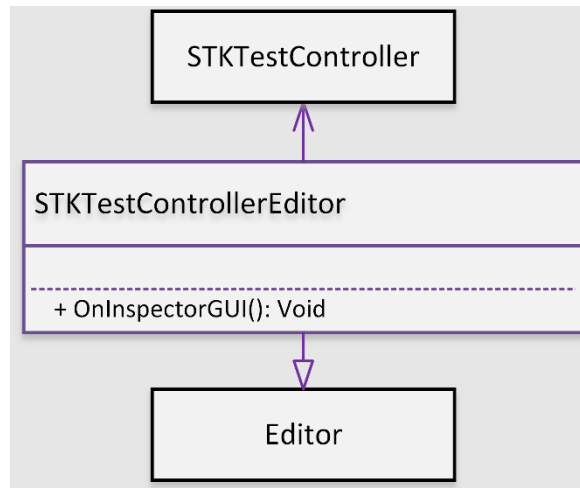 STKTestController
STKTestControllerEditor
+ OnInspectorGUI(): Void
Editor